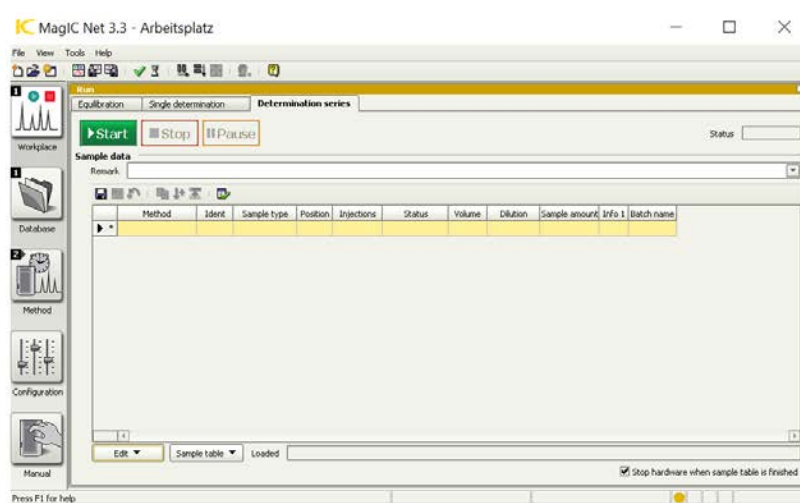 MagIC Net 3.3 - Arbeitsplatz
File View Tools Help
Run
Equilibration Single determination Determination series
Start Stop Pause Status
Workplace
Sample data
Remark
Method Ident Sample type Position Injections Status Volume Dilution Sample amount Info 1 Batch name
Database
Method
Configuration
Edit Sample table Loaded
Manual
Stop hardware when sample table is finished
Press F1 for help